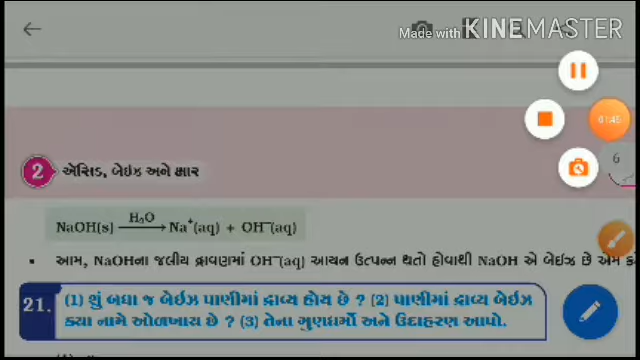 Made with KINEMASTER
01:45
6
2 ઍસિડ, બેઇઝ અને ક્ષાર
NaOH(s) →H₂O Na⁺(aq) + OH⁻(aq)
• આમ, NaOHના જલીય દ્રાવણમાં OH⁻(aq) આયન ઉત્પન્ન થતો હોવાથી NaOH એ બેઇઝ છે એમ
21. (1) શું બધા જ બેઇઝ પાણીમાં દ્રાવ્ય હોય છે ? (2) પાણીમાં દ્રાવ્ય બેઇઝ
ક્યા નામે ઓળખાય છે ? (3) તેના ગુણધર્મો અને ઉદાહરણ આપો.